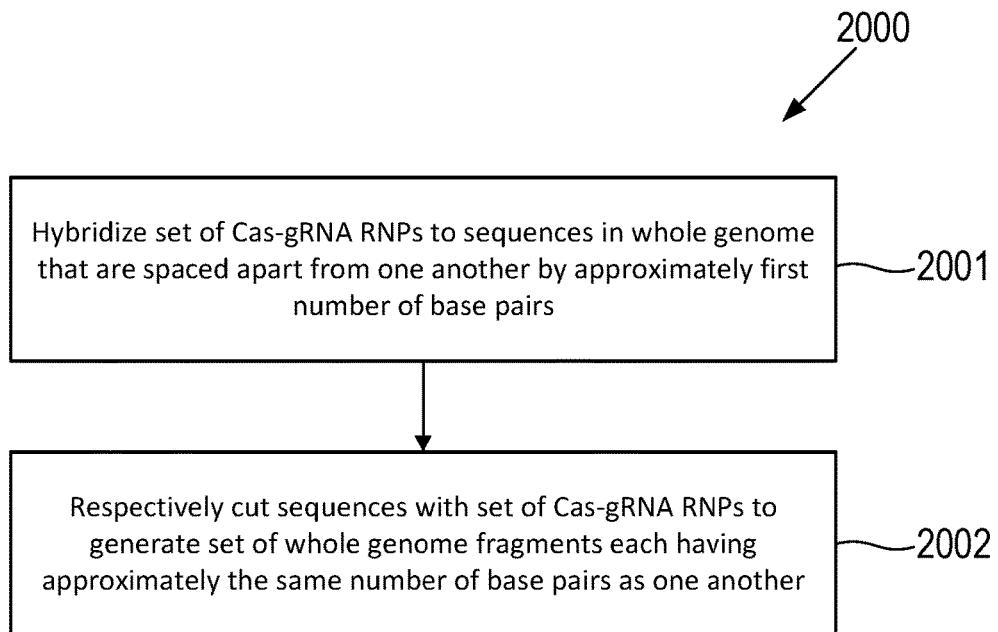 2000
Hybridize set of Cas-gRNA RNPs to sequences in whole genome
that are spaced apart from one another by approximately first
number of base pairs
2001
Respectively cut sequences with set of Cas-gRNA RNPs to
generate set of whole genome fragments each having
approximately the same number of base pairs as one another
2002